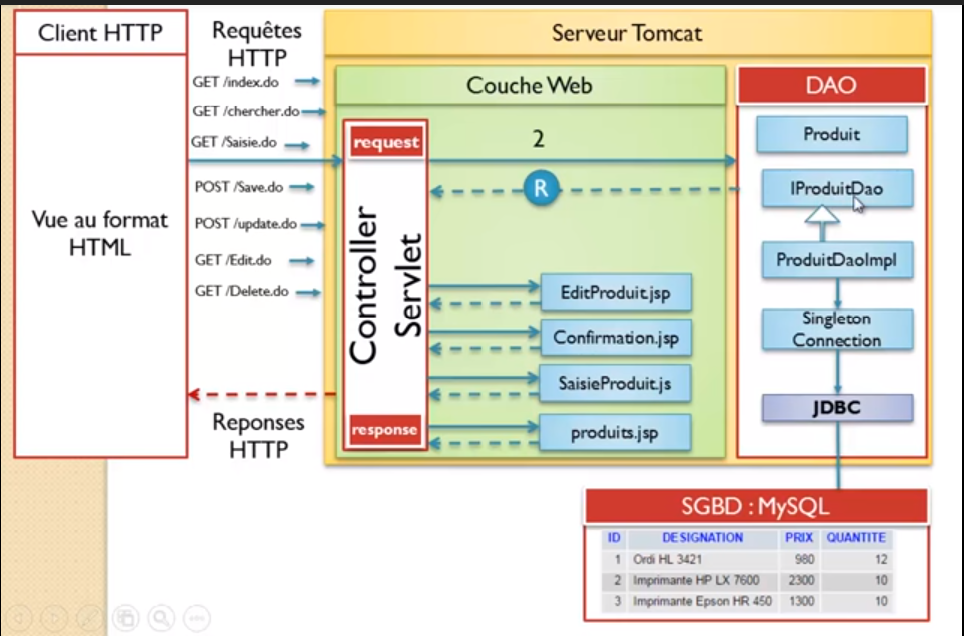 Client HTTP
Vue au format
HTML
Requêtes
HTTP
GET /index.do
GET /chercher.do
GET /Saisie.do
POST /Save.do
POST /update.do
GET /Edit.do
GET /Delete.do
Reponses
HTTP
Serveur Tomcat
Couche Web
request
Controller
Servlet
response
2
R
EditProduit.jsp
Confirmation.jsp
SaisieProduit.js
produits.jsp
DAO
Produit
IProduitDao
ProduitDaoImpl
Singleton
Connection
JDBC
SGBD : MySQL
ID DESIGNATION PRIX QUANTITE
1 Ordi HL 3421 980 12
2 Imprimante HP LX 7600 2300 10
3 Imprimante Epson HR 450 1300 10